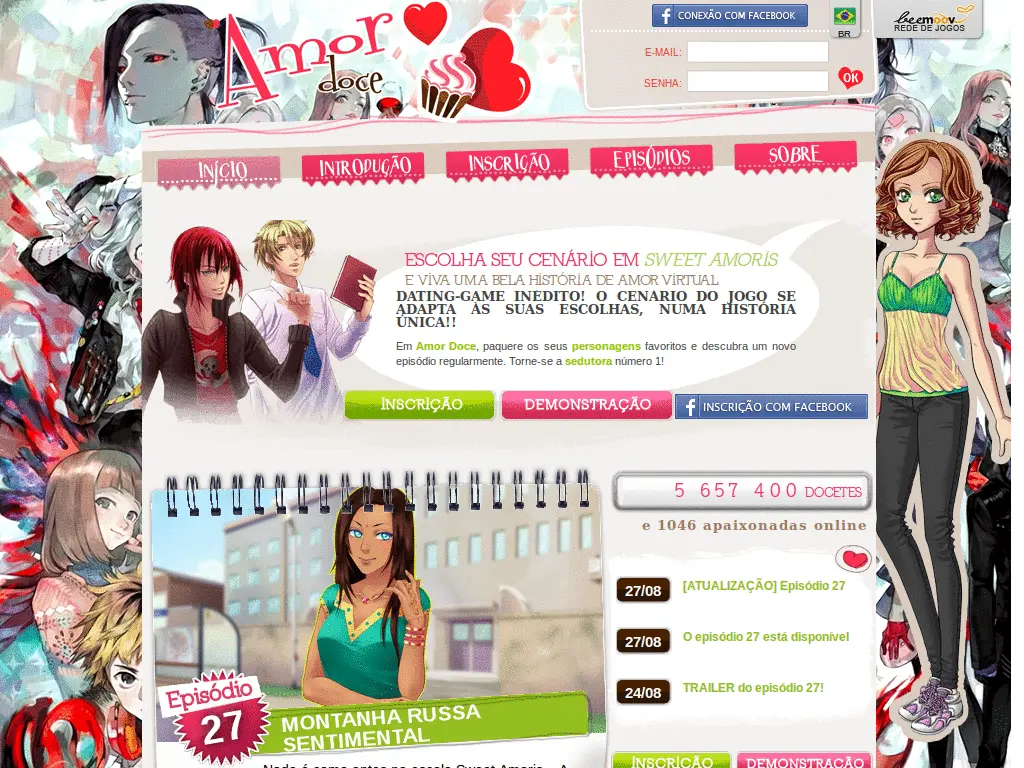 Amor
doce
CONEXÃO COM FACEBOOK
BR
beemoov
REDE DE JOGOS
E-MAIL:
SENHA:
OK
INÍCIO
INTRODUÇÃO
INSCRIÇÃO
EPISÓDIOS
SOBRE
ESCOLHA SEU CENÁRIO EM SWEET AMORIS
E VIVA UMA BELA HISTÓRIA DE AMOR VIRTUAL
DATING-GAME INEDITO! O CENARIO DO JOGO SE
ADAPTA ÀS SUAS ESCOLHAS, NUMA HISTÓRIA
ÚNICA!!
Em Amor Doce, paquere os seus personagens favoritos e descubra um novo
episódio regularmente. Torne-se a sedutora número 1!
INSCRIÇÃO
DEMONSTRAÇÃO
INSCRIÇÃO COM FACEBOOK
5 657 400 DOCETES
e 1046 apaixonadas online
27/08
[ATUALIZAÇÃO] Episódio 27
27/08
O episódio 27 está disponível
24/08
TRAILER do episódio 27!
Episódio
27
MONTANHA RUSSA
SENTIMENTAL
Nada é como antes na escola Sweet Amoris... A
INSCRIÇÃO
DEMONSTRAÇÃO